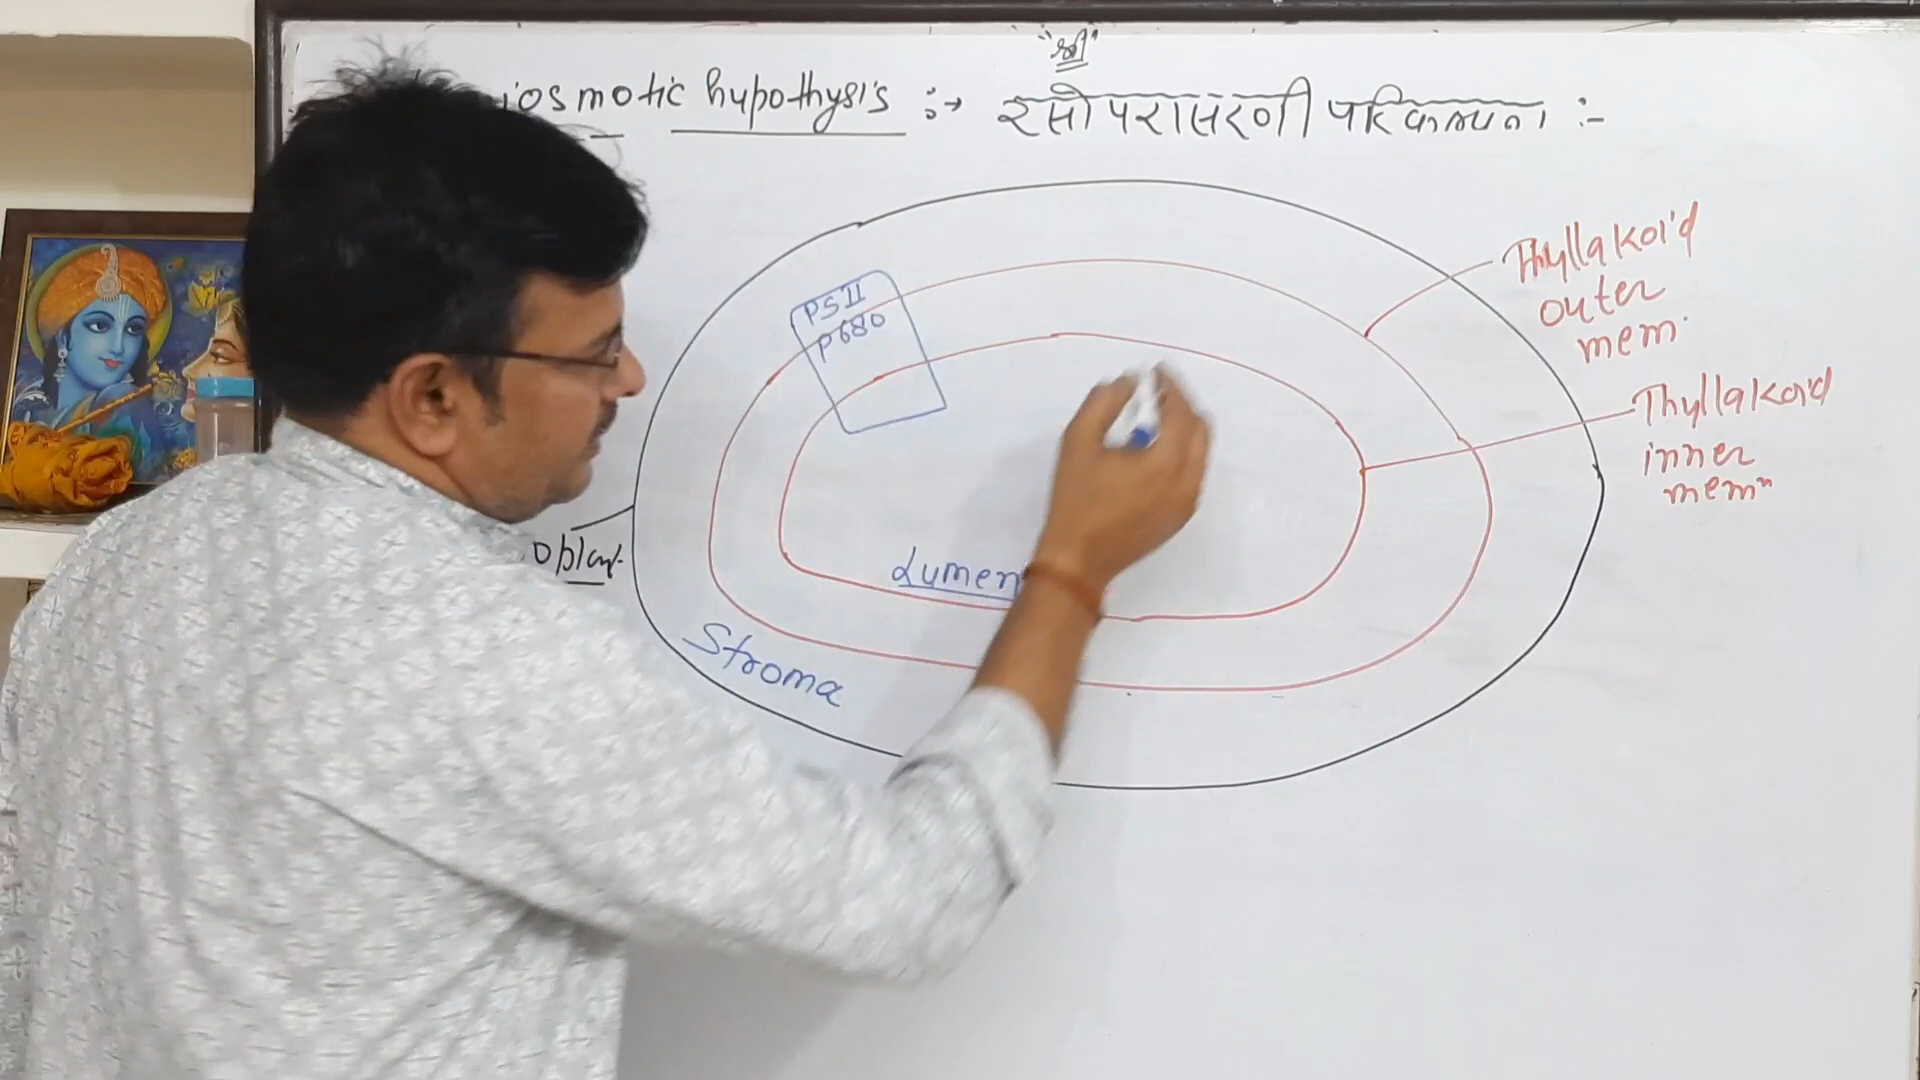 "श्री"
iosmotic hypothysis :→ रसोपरासरणी परिकल्पना :-
Thyllakoid
outer
mem.
PS II
P680
Thyllakoid
inner
memⁿ
oplast
Lumen
Stroma